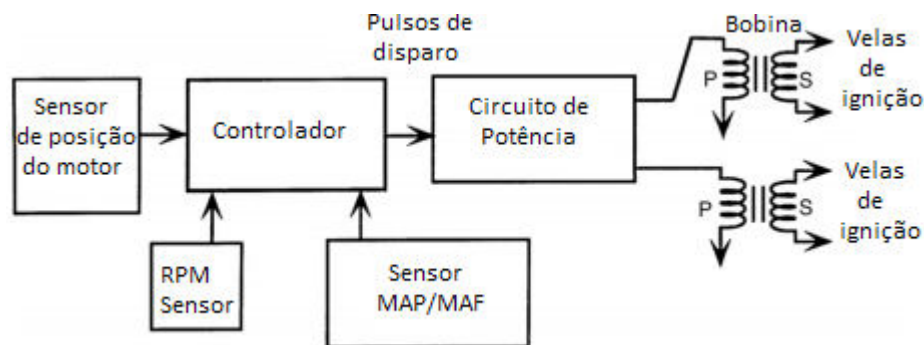 Pulsos de
disparo
Bobina
Velas
de
ignição
Sensor
de posição
do motor
Controlador
Circuito de
Potência
P
S
Velas
de
ignição
P
S
RPM
Sensor
Sensor
MAP/MAF